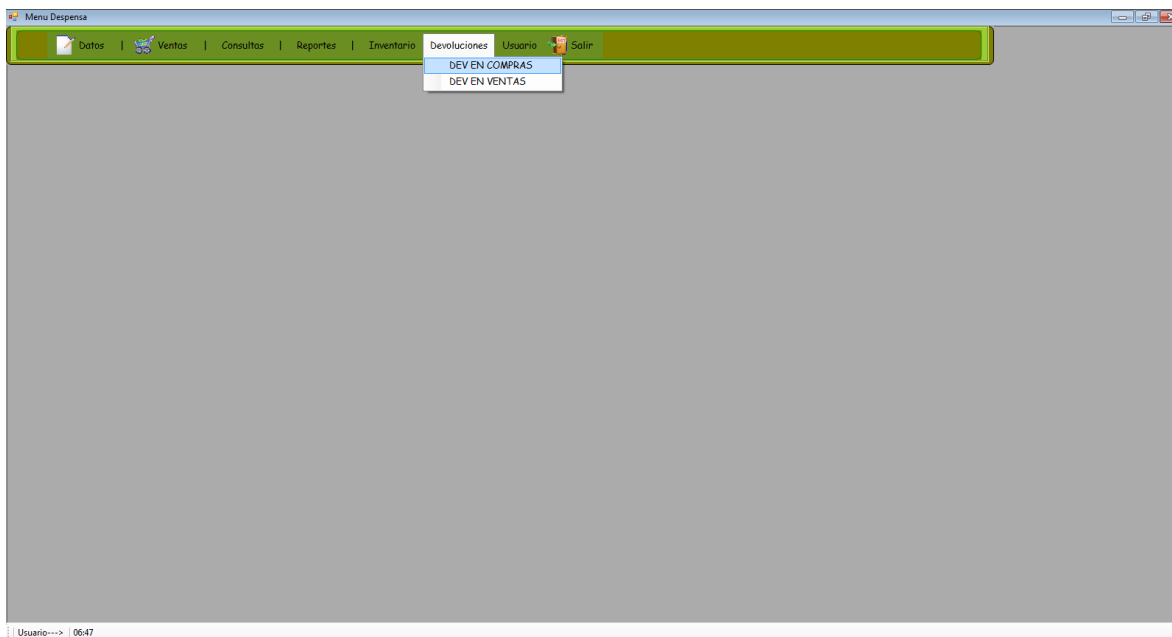 Menu Despensa
Datos | Ventas | Consultas | Reportes | Inventario Devoluciones Usuario Salir
DEV EN COMPRAS
DEV EN VENTAS
Usuario---> 06:47